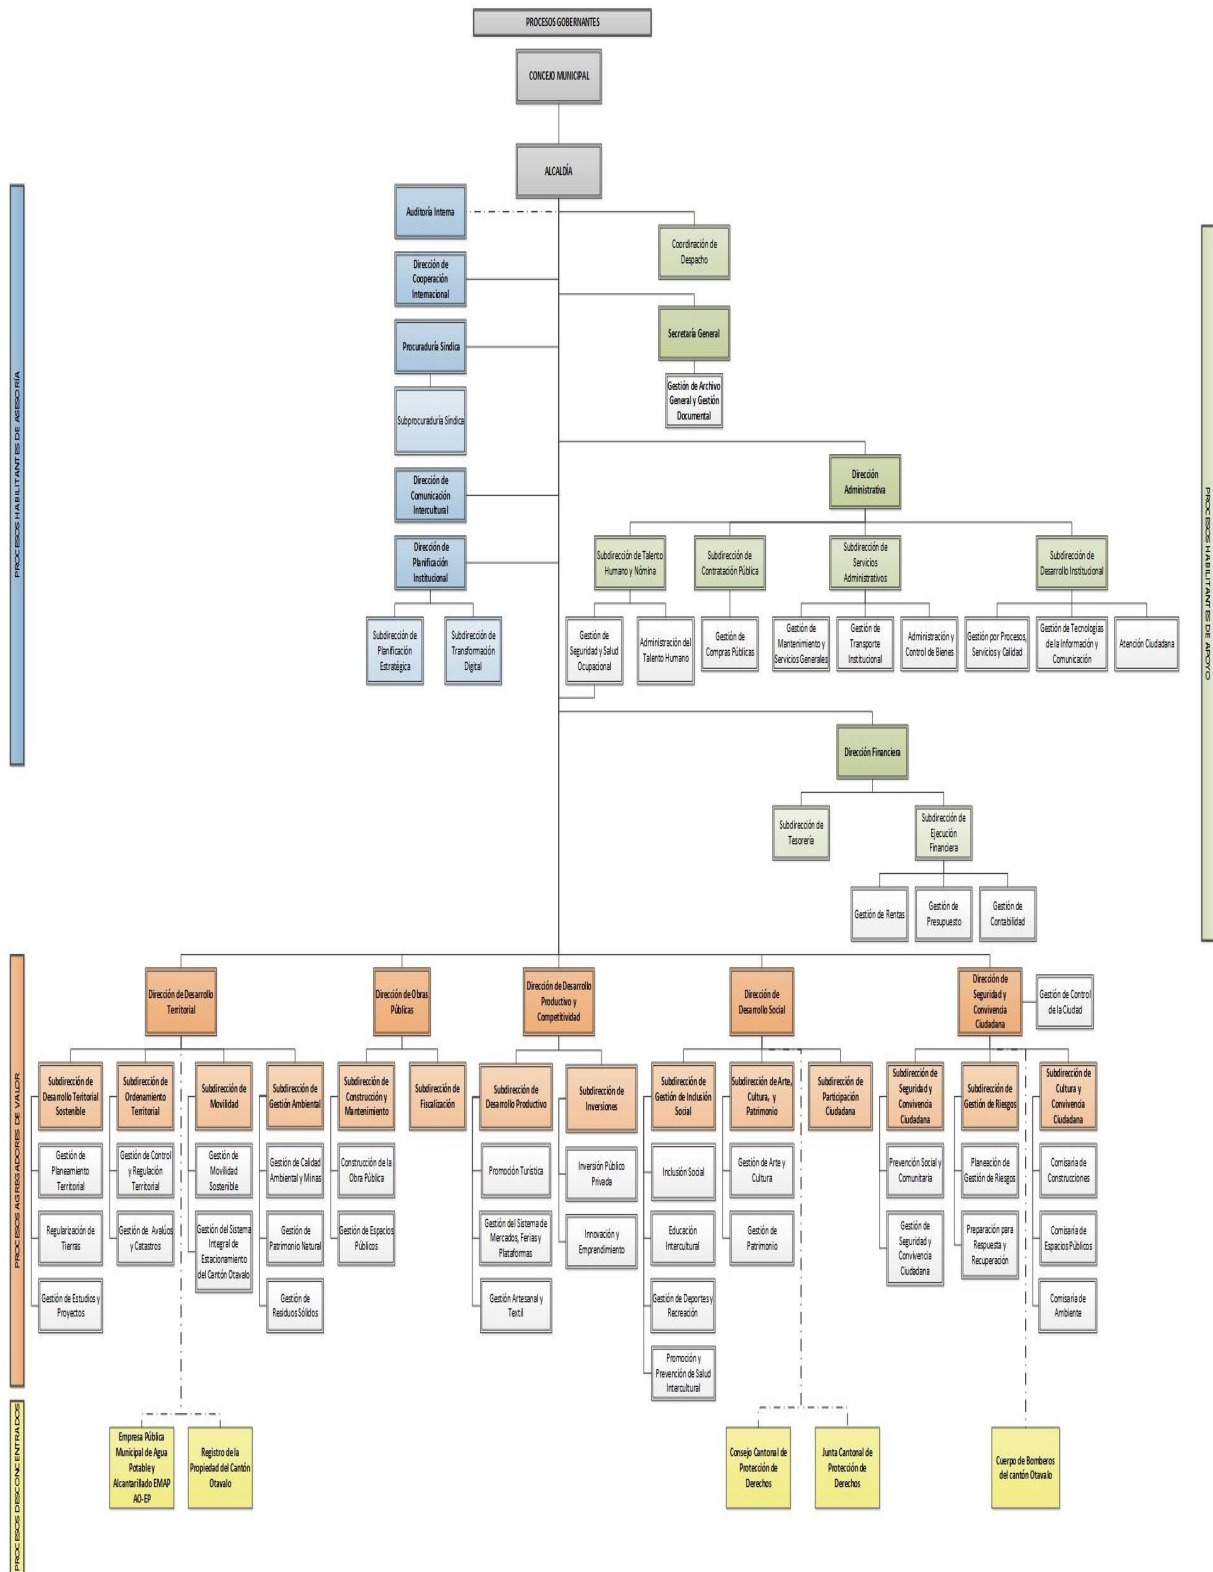 PROCESOS GOBERNANTES
CONCEJO MUNICIPAL
ALCALDÍA
PROCESOS HABILITANTES DE ASESORÍA
Auditoría Interna
Dirección de
Cooperación
Internacional
Procuraduría Sindica
Subprocuraduría Síndica
Dirección de
Comunicación
Intercultural
Dirección de
Planificación
Institucional
Subdirección de
Planificación
Estratégica
Subdirección de
Transformación
Digital
PROCESOS HABILITANTES DE APOYO
Coordinación de
Despacho
Secretaría General
Gestión de Archivo
General y Gestión
Documental
Dirección
Administrativa
Subdirección de Talento
Humano y Nómina
Subdirección de
Contratación Pública
Subdirección de
Servicios
Administrativos
Subdirección de
Desarrollo Institucional
Gestión de
Seguridad y Salud
Ocupacional
Administración del
Talento Humano
Gestión de
Compras Públicas
Gestión de
Mantenimiento y
Servicios Generales
Gestión de
Transporte
Institucional
Administración y
Control de Bienes
Gestión por Procesos,
Servicios y Calidad
Gestión de Tecnologías
de la Información y
Comunicación
Atención Ciudadana
Dirección Financiera
Subdirección de
Tesorería
Subdirección de
Ejecución
Financiera
Gestión de Rentas
Gestión de
Presupuesto
Gestión de
Contabilidad
PROCESOS AGREGADORES DE VALOR
Dirección de Desarrollo
Territorial
Dirección de Obras
Públicas
Dirección de Desarrollo
Productivo y
Competitividad
Dirección de
Desarrollo Social
Dirección de
Seguridad y
Convivencia
Ciudadana
Gestión de Control
de la Ciudad
Subdirección de
Desarrollo Territorial
Sostenible
Gestión de
Planeamiento
Territorial
Regularización de
Tierras
Gestión de Estudios y
Proyectos
Subdirección de
Ordenamiento
Territorial
Gestión de Control
y Regulación
Territorial
Gestión de Avalúos
y Catastros
Subdirección de
Movilidad
Gestión de
Movilidad
Sostenible
Gestión del Sistema
Integral de
Estacionamiento
del Cantón Otavalo
Subdirección de
Gestión Ambiental
Gestión de Calidad
Ambiental y Minas
Gestión de
Patrimonio Natural
Gestión de
Residuos Sólidos
Subdirección de
Construcción y
Mantenimiento
Construcción de la
Obra Pública
Gestión de Espacios
Públicos
Subdirección de
Fiscalización
Subdirección de
Desarrollo Productivo
Promoción Turística
Gestión del Sistema de
Mercados, Ferias y
Plataformas
Gestión Artesanal y
Textil
Subdirección de
Inversiones
Inversión Público
Privada
Innovación y
Emprendimiento
Subdirección de
Gestión de Inclusión
Social
Inclusión Social
Educación
Intercultural
Gestión de Deportes y
Recreación
Promoción y
Prevención de Salud
Intercultural
Subdirección de Arte,
Cultura, y
Patrimonio
Gestión de Arte y
Cultura
Gestión de
Patrimonio
Subdirección de
Participación
Ciudadana
Subdirección de
Seguridad y
Convivencia
Ciudadana
Prevención Social y
Comunitaria
Gestión de
Seguridad y
Convivencia
Ciudadana
Subdirección de
Gestión de Riesgos
Planeación de
Gestión de Riesgos
Preparación para
Respuesta y
Recuperación
Subdirección de
Cultura y
Convivencia
Ciudadana
Comisaría de
Construcciones
Comisaría de
Espacios Públicos
Comisaría de
Ambiente
PROCESOS DESCONCENTRADOS
Empresa Pública
Municipal de Agua
Potable y
Alcantarillado EMAP
AO-EP
Registro de la
Propiedad del Cantón
Otavalo
Consejo Cantonal de
Protección de
Derechos
Junta Cantonal de
Protección de
Derechos
Cuerpo de Bomberos
del cantón Otavalo